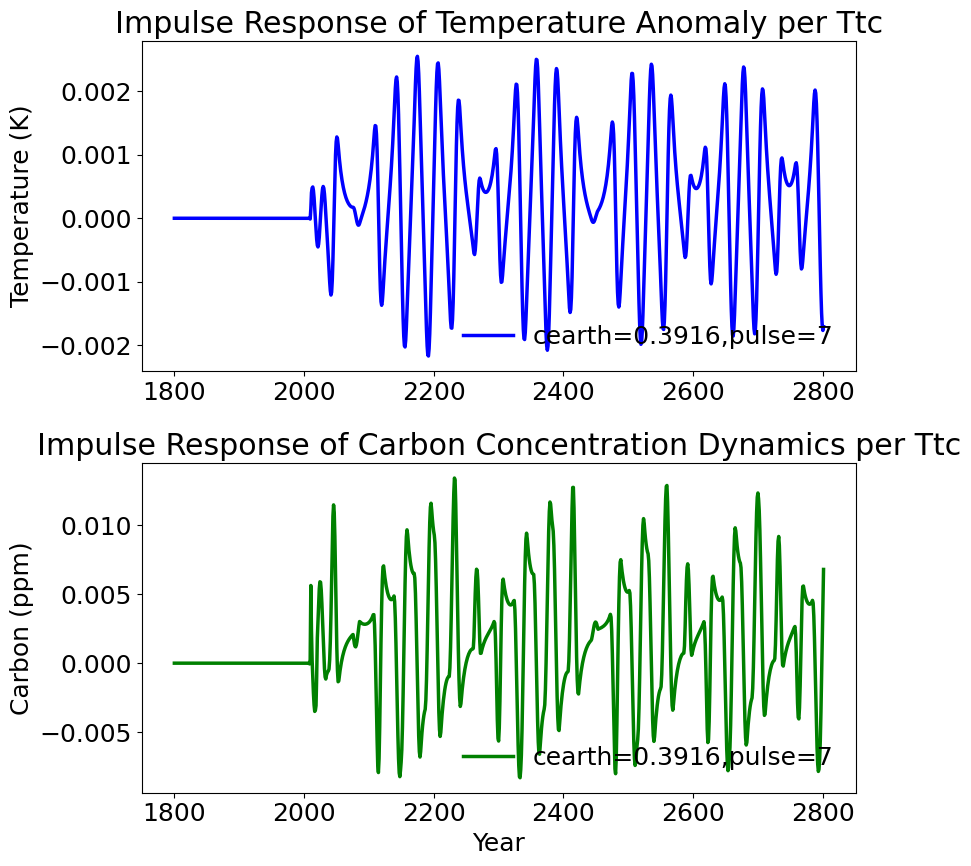 Impulse Response of Temperature Anomaly per Ttc
Temperature (K)
0.002
0.001
0.000
−0.001
−0.002
cearth=0.3916,pulse=7
1800 2000 2200 2400 2600 2800
Impulse Response of Carbon Concentration Dynamics per Ttc
Carbon (ppm)
0.010
0.005
0.000
−0.005
cearth=0.3916,pulse=7
1800 2000 2200 2400 2600 2800
Year